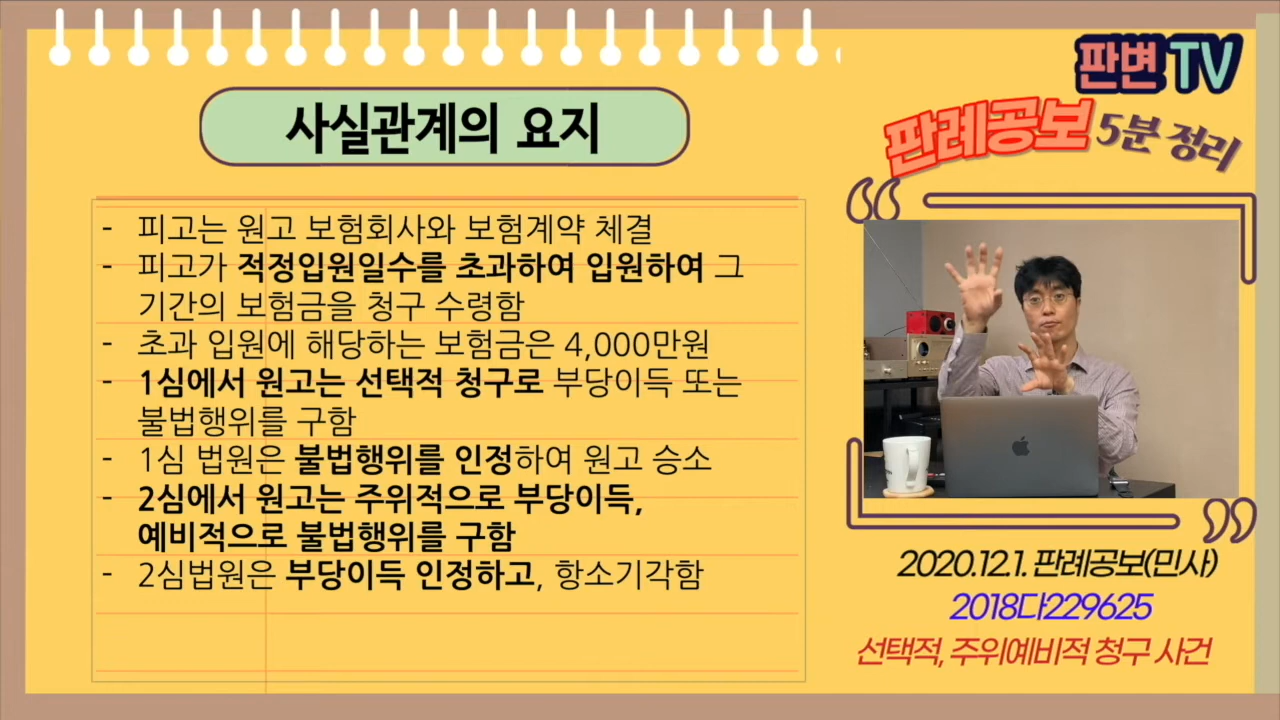 판변 TV
판례공보 5분 정리
사실관계의 요지
- 피고는 원고 보험회사와 보험계약 체결
- 피고가 적정입원일수를 초과하여 입원하여 그
기간의 보험금을 청구 수령함
- 초과 입원에 해당하는 보험금은 4,000만원
- 1심에서 원고는 선택적 청구로 부당이득 또는
불법행위를 구함
- 1심 법원은 불법행위를 인정하여 원고 승소
- 2심에서 원고는 주위적으로 부당이득,
예비적으로 불법행위를 구함
- 2심법원은 부당이득 인정하고, 항소기각함
2020.12.1. 판례공보(민사)
2018다229625
선택적, 주위예비적 청구 사건